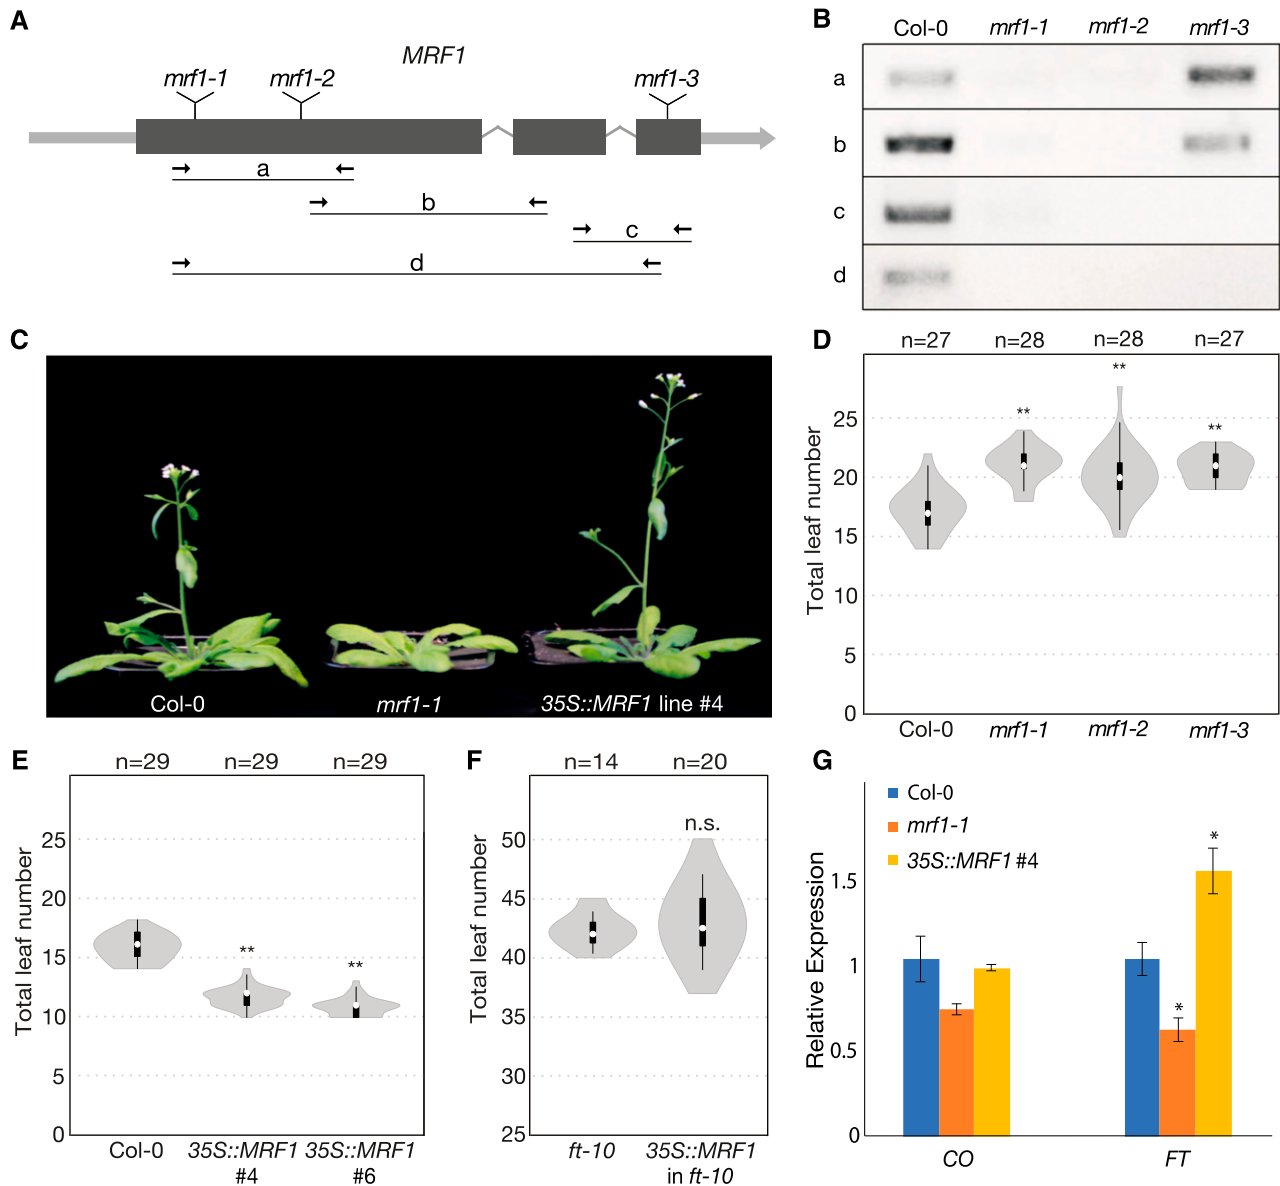 A
MRF1
mrf1-1
mrf1-2
mrf1-3
a
b
c
d
B
Col-0
mrf1-1
mrf1-2
mrf1-3
a
b
c
d
C
Col-0
mrf1-1
35S::MRF1 line #4
D
n=27
n=28
n=28
n=27
Total leaf number
25
20
15
10
5
0
**
**
**
Col-0
mrf1-1
mrf1-2
mrf1-3
E
n=29
n=29
n=29
Total leaf number
25
20
15
10
5
0
**
**
Col-0
35S::MRF1
#4
35S::MRF1
#6
F
n=14
n=20
Total leaf number
50
45
40
35
30
25
n.s.
ft-10
35S::MRF1
in ft-10
G
Col-0
mrf1-1
35S::MRF1 #4
Relative Expression
1.5
1
0.5
0
*
*
CO
FT